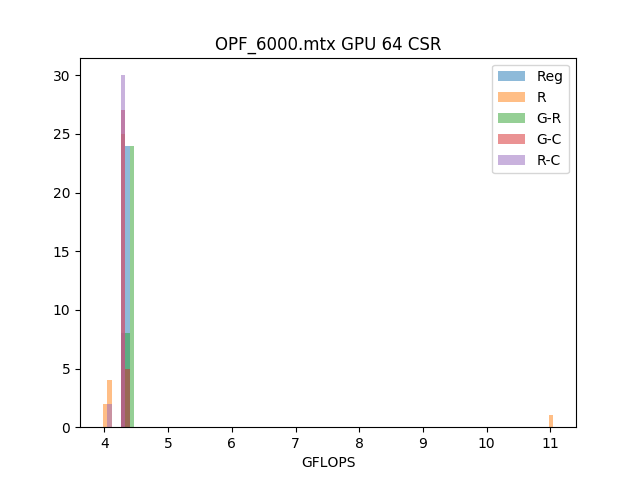 OPF_6000.mtx GPU 64 CSR
30
25
20
15
10
5
0
4 5 6 7 8 9 10 11
GFLOPS
Reg
R
G-R
G-C
R-C